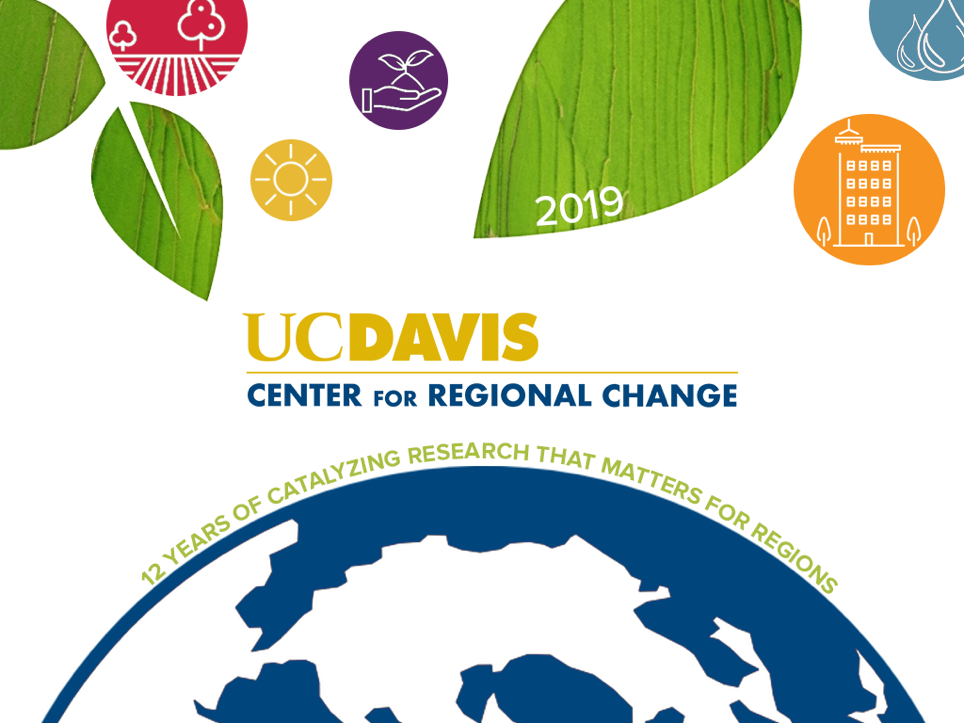 2019
UCDAVIS
CENTER FOR REGIONAL CHANGE
12 YEARS OF CATALYZING RESEARCH THAT MATTERS FOR REGIONS